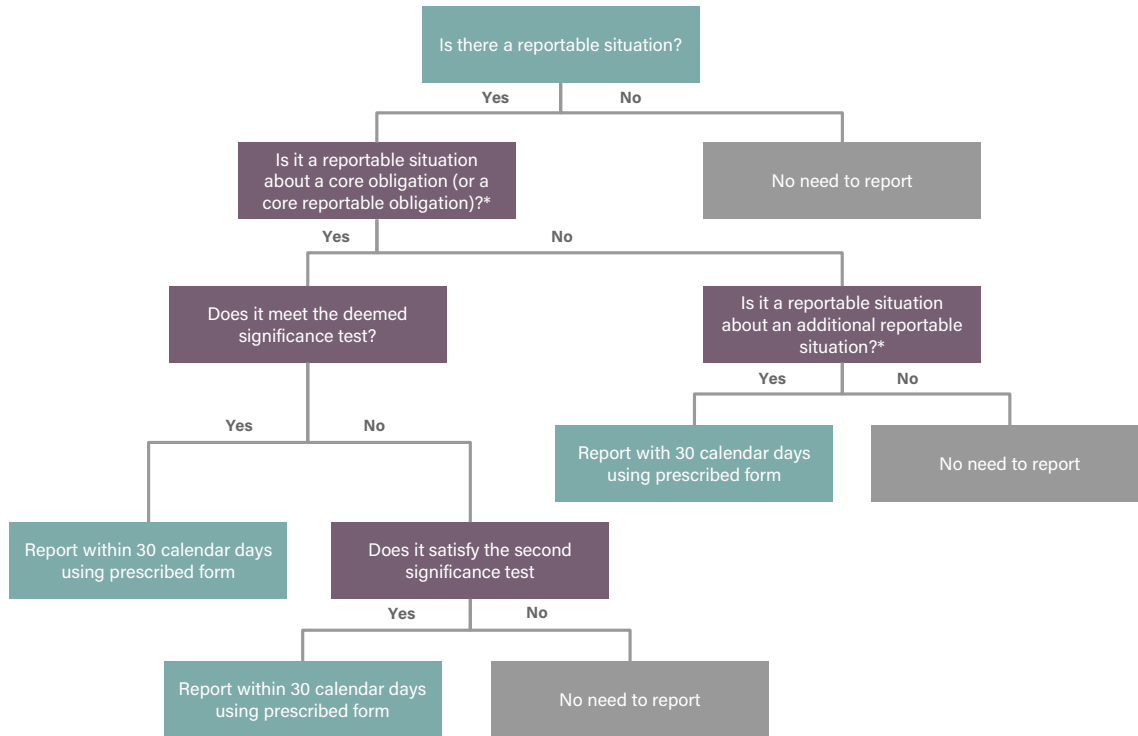 Is there a reportable situation?
Yes
No
Is it a reportable situation
about a core obligation (or a
core reportable obligation)?*
No need to report
Yes
No
Does it meet the deemed
significance test?
Is it a reportable situation
about an additional reportable
situation?*
Yes
No
Yes
No
Report with 30 calendar days
using prescribed form
No need to report
Report within 30 calendar days
using prescribed form
Does it satisfy the second
significance test
Yes
No
Report within 30 calendar days
using prescribed form
No need to report